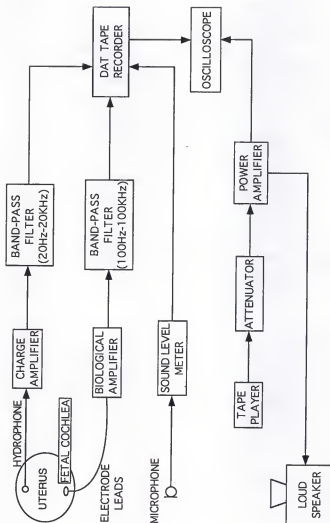 HYDROPHONE
UTERUS
FETAL COCHLEA
ELECTRODE
LEADS
CHARGE
AMPLIFIER
BAND-PASS
FILTER
(20Hz-20KHz)
BIOLOGICAL
AMPLIFIER
BAND-PASS
FILTER
(100Hz-100KHz)
DAT TAPE
RECORDER
MICROPHONE
SOUND LEVEL
METER
OSCILLOSCOPE
TAPE
PLAYER
ATTENUATOR
POWER
AMPLIFIER
LOUD
SPEAKER